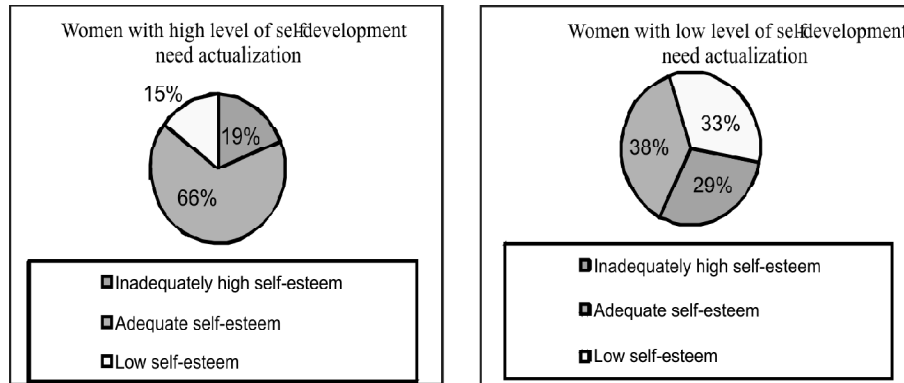 Women with high level of self-development
need actualization
15%
19%
66%
Inadequately high self-esteem
Adequate self-esteem
Low self-esteem
Women with low level of self-development
need actualization
33%
38%
29%
Inadequately high self-esteem
Adequate self-esteem
Low self-esteem